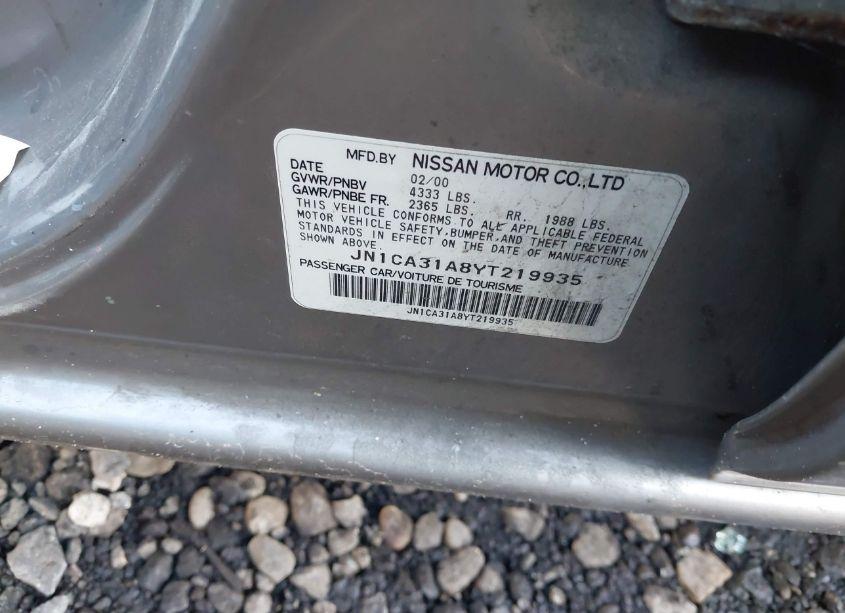 MFD.BY NISSAN MOTOR CO.,LTD
DATE 02/00
GVWR/PNBV 4333 LBS.
GAWR/PNBE FR. 2365 LBS. RR. 1988 LBS.
THIS VEHICLE CONFORMS TO ALL APPLICABLE FEDERAL
MOTOR VEHICLE SAFETY,BUMPER,AND THEFT PREVENTION
STANDARDS IN EFFECT ON THE DATE OF MANUFACTURE
SHOWN ABOVE.
JN1CA31A8YT219935
PASSENGER CAR/VOITURE DE TOURISME
JN1CA31A8YT219935